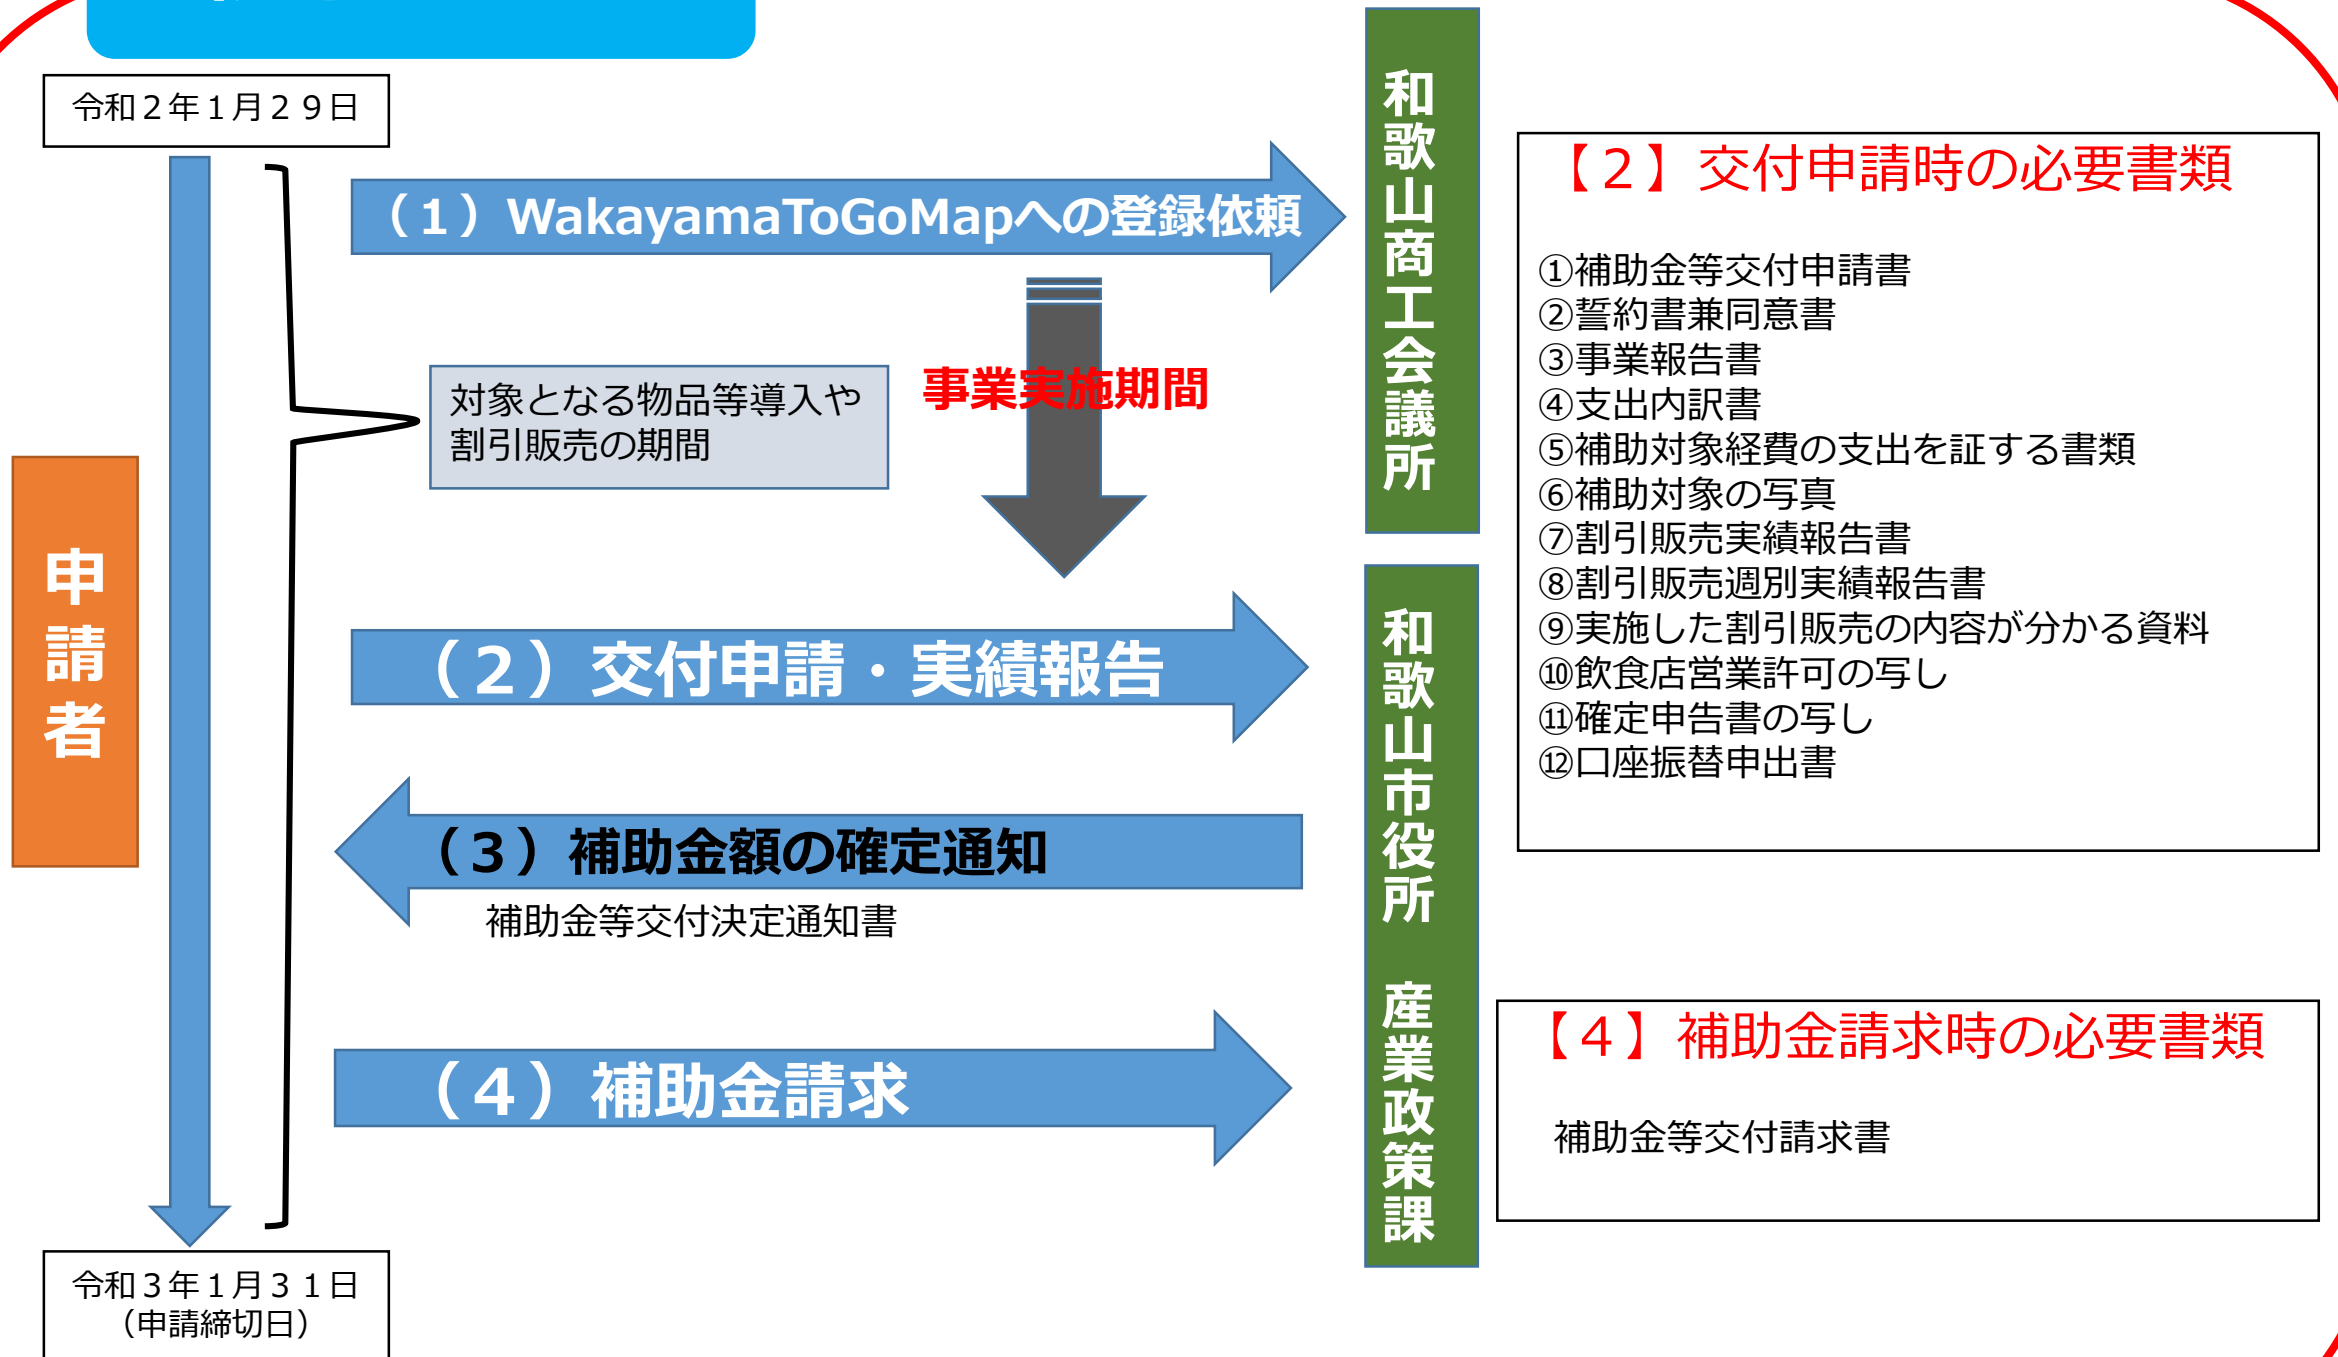 令和２年１月２９日
（１）WakayamaToGoMapへの登録依頼
対象となる物品等導入や
割引販売の期間
事業実施期間
申請者
（２）交付申請・実績報告
（３）補助金額の確定通知
補助金等交付決定通知書
（４）補助金請求
令和３年１月３１日
（申請締切日）
和歌山商工会議所
和歌山市役所　産業政策課
【２】交付申請時の必要書類
①補助金等交付申請書
②誓約書兼同意書
③事業報告書
④支出内訳書
⑤補助対象経費の支出を証する書類
⑥補助対象の写真
⑦割引販売実績報告書
⑧割引販売週別実績報告書
⑨実施した割引販売の内容が分かる資料
⑩飲食店営業許可の写し
⑪確定申告書の写し
⑫口座振替申出書
【４】補助金請求時の必要書類
補助金等交付請求書